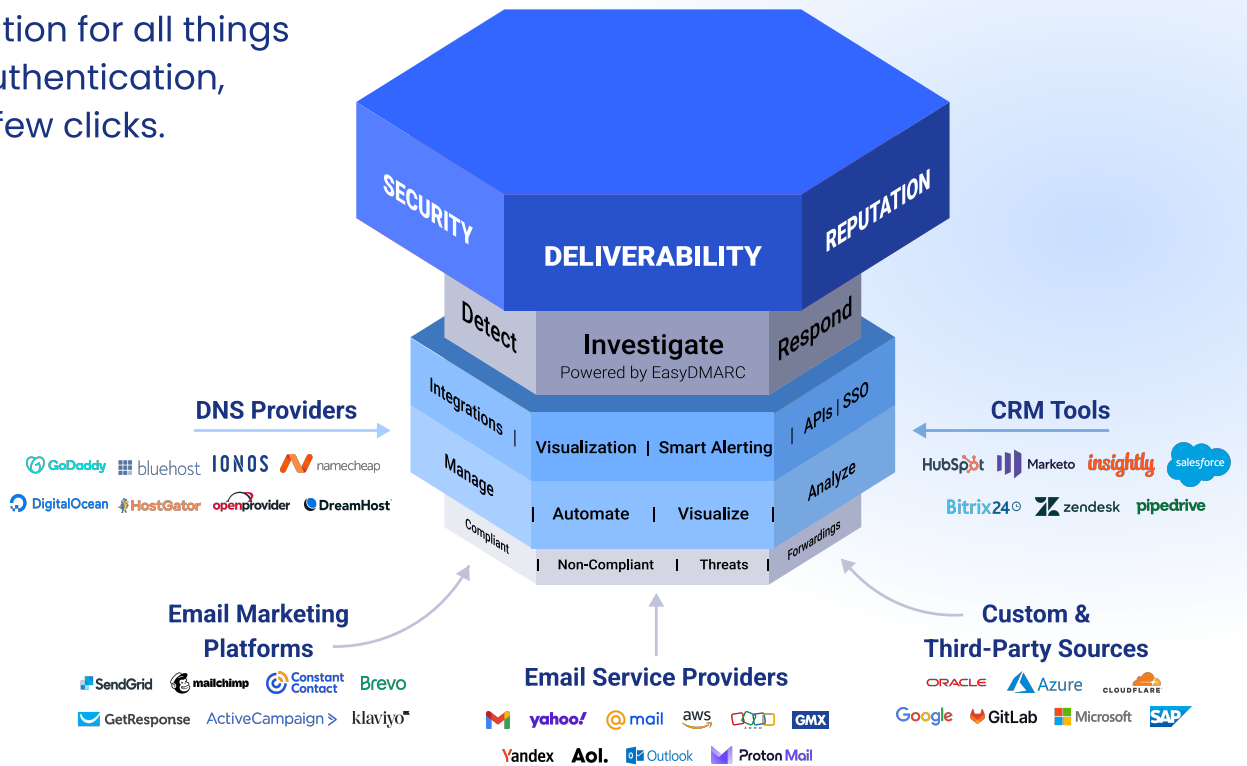 tion for all things
uthentication,
few clicks.
SECURITY
DELIVERABILITY
REPUTATION
Detect
Investigate
Powered by EasyDMARC
Respond
Integrations |
Visualization | Smart Alerting
| APIs | SSO
Manage
| Automate | Visualize |
Analyze
Compliant
| Non-Compliant | Threats |
Forwardings
DNS Providers
GoDaddy bluehost IONOS namecheap
DigitalOcean HostGator openprovider DreamHost
CRM Tools
HubSpot Marketo insightly salesforce
Bitrix24 zendesk pipedrive
Email Marketing
Platforms
SendGrid mailchimp Constant Contact Brevo
GetResponse ActiveCampaign > klaviyo
Email Service Providers
yahoo! @mail aws ZOHO GMX
Yandex Aol. Outlook Proton Mail
Custom &
Third-Party Sources
ORACLE Azure CLOUDFLARE
Google GitLab Microsoft SAP